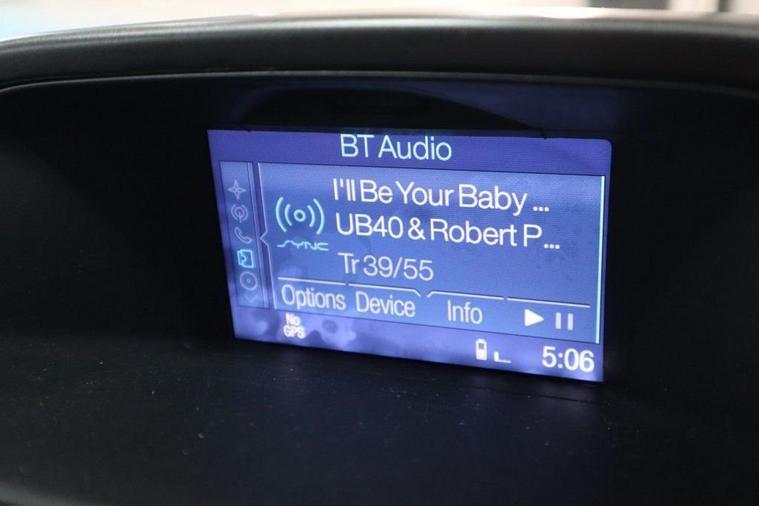 BT Audio
I'll Be Your Baby ...
UB40 & Robert P...
SYNC
Tr 39/55
Options Device Info
No
GPS
5:06